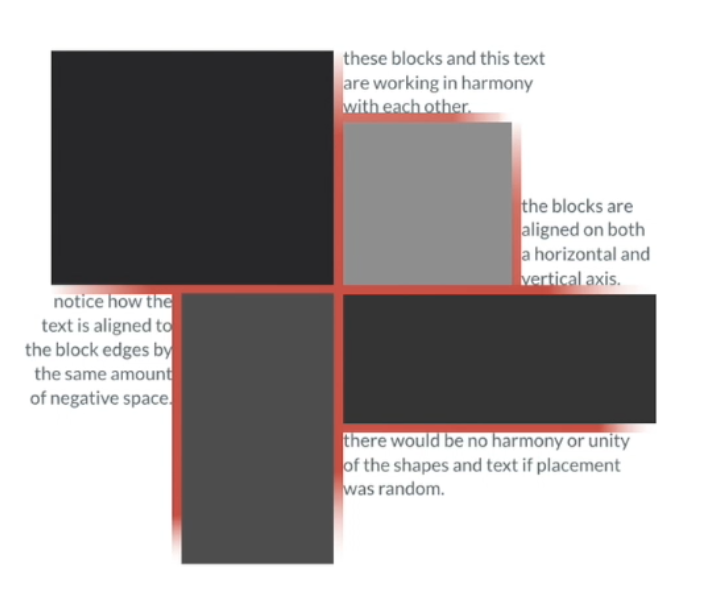 these blocks and this text
are working in harmony
with each other.
the blocks are
aligned on both
a horizontal and
vertical axis.
notice how the
text is aligned to
the block edges by
the same amount
of negative space.
there would be no harmony or unity
of the shapes and text if placement
was random.